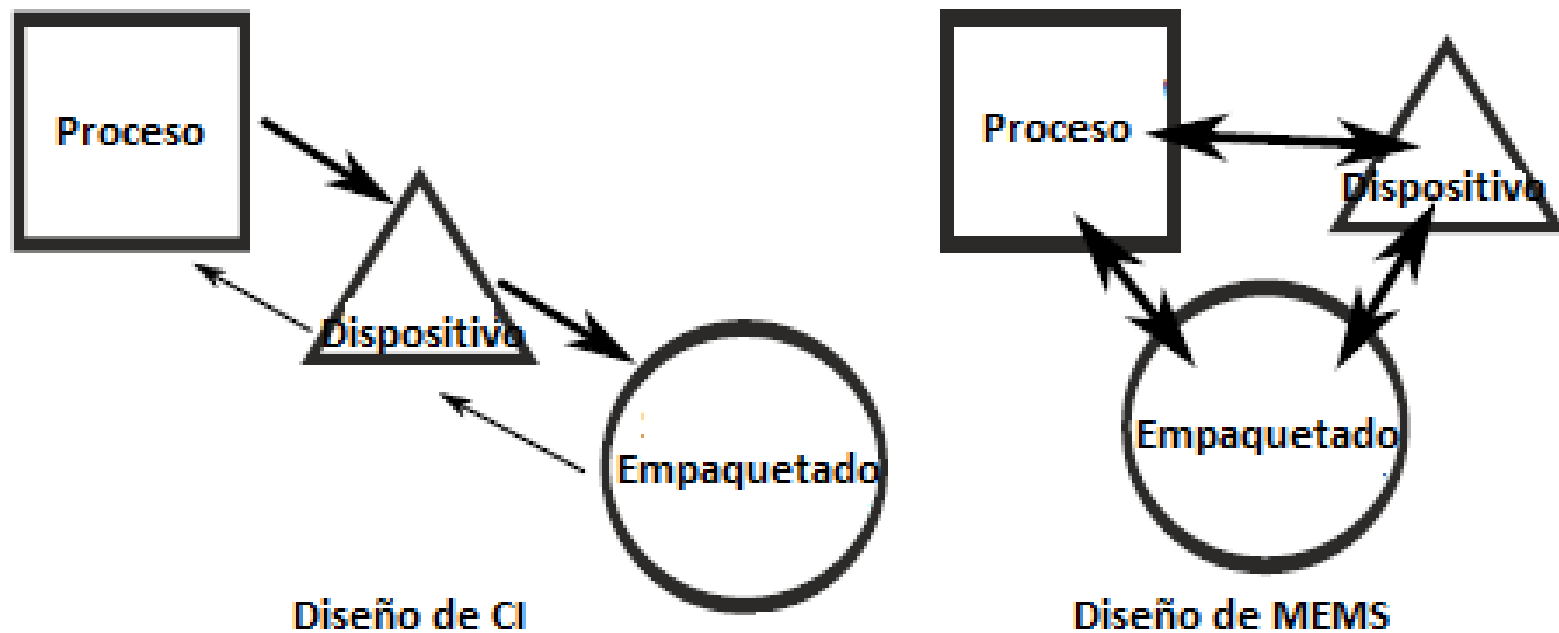 Proceso
Dispositivo
Empaquetado
Diseño de CI
Proceso
Dispositivo
Empaquetado
Diseño de MEMS